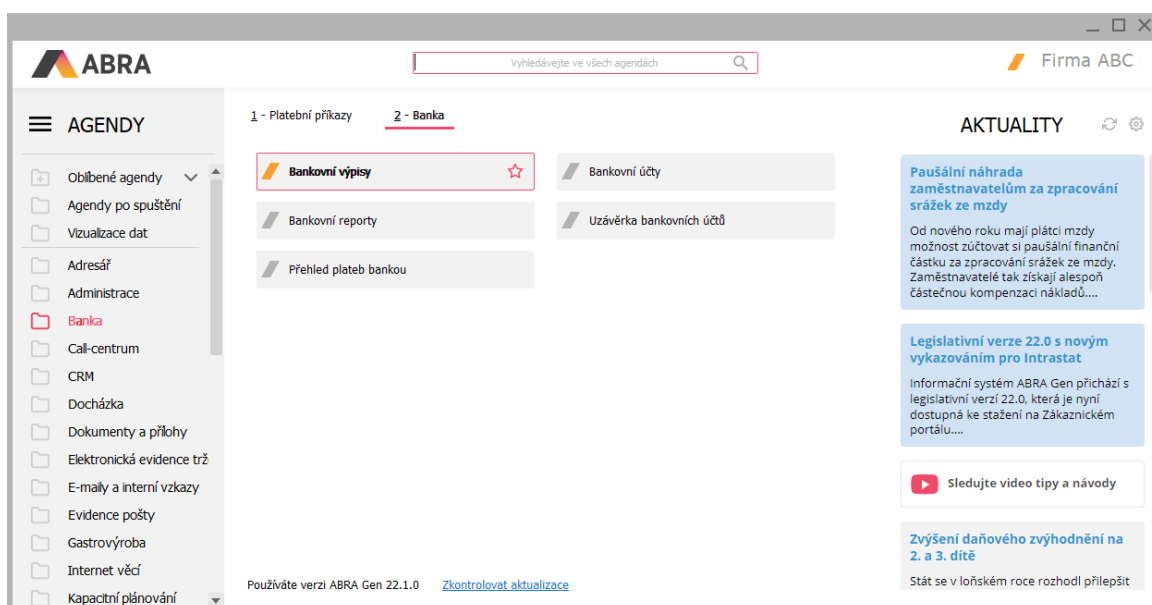 ABRA
Vyhledávejte ve všech agendách
Firma ABC
AGENDY
Oblíbené agendy
Agendy po spuštění
Vizualizace dat
Adresář
Administrace
Banka
Call-centrum
CRM
Docházka
Dokumenty a přílohy
Elektronická evidence trž
E-maily a interní vzkazy
Evidence pošty
Gastrovýroba
Internet věcí
Kapacitní plánování
1 - Platební příkazy
2 - Banka
Bankovní výpisy
Bankovní účty
Bankovní reporty
Uzávěrka bankovních účtů
Přehled plateb bankou
Používáte verzi ABRA Gen 22.1.0
Zkontrolovat aktualizace
AKTUALITY
Paušální náhrada
zaměstnavatelům za zpracování
srážek ze mzdy
Od nového roku mají plátci mzdy
možnost zúčtovat si paušální finanční
částku za zpracování srážek ze mzdy.
Zaměstnavatelé tak získají alespoň
částečnou kompenzaci nákladů....
Legislativní verze 22.0 s novým
vykazováním pro Intrastat
Informační systém ABRA Gen přichází s
legislativní verzí 22.0, která je nyní
dostupná ke stažení na Zákaznickém
portálu....
Sledujte video tipy a návody
Zvýšení daňového zvýhodnění na
2. a 3. dítě
Stát se v loňském roce rozhodl přilepšit